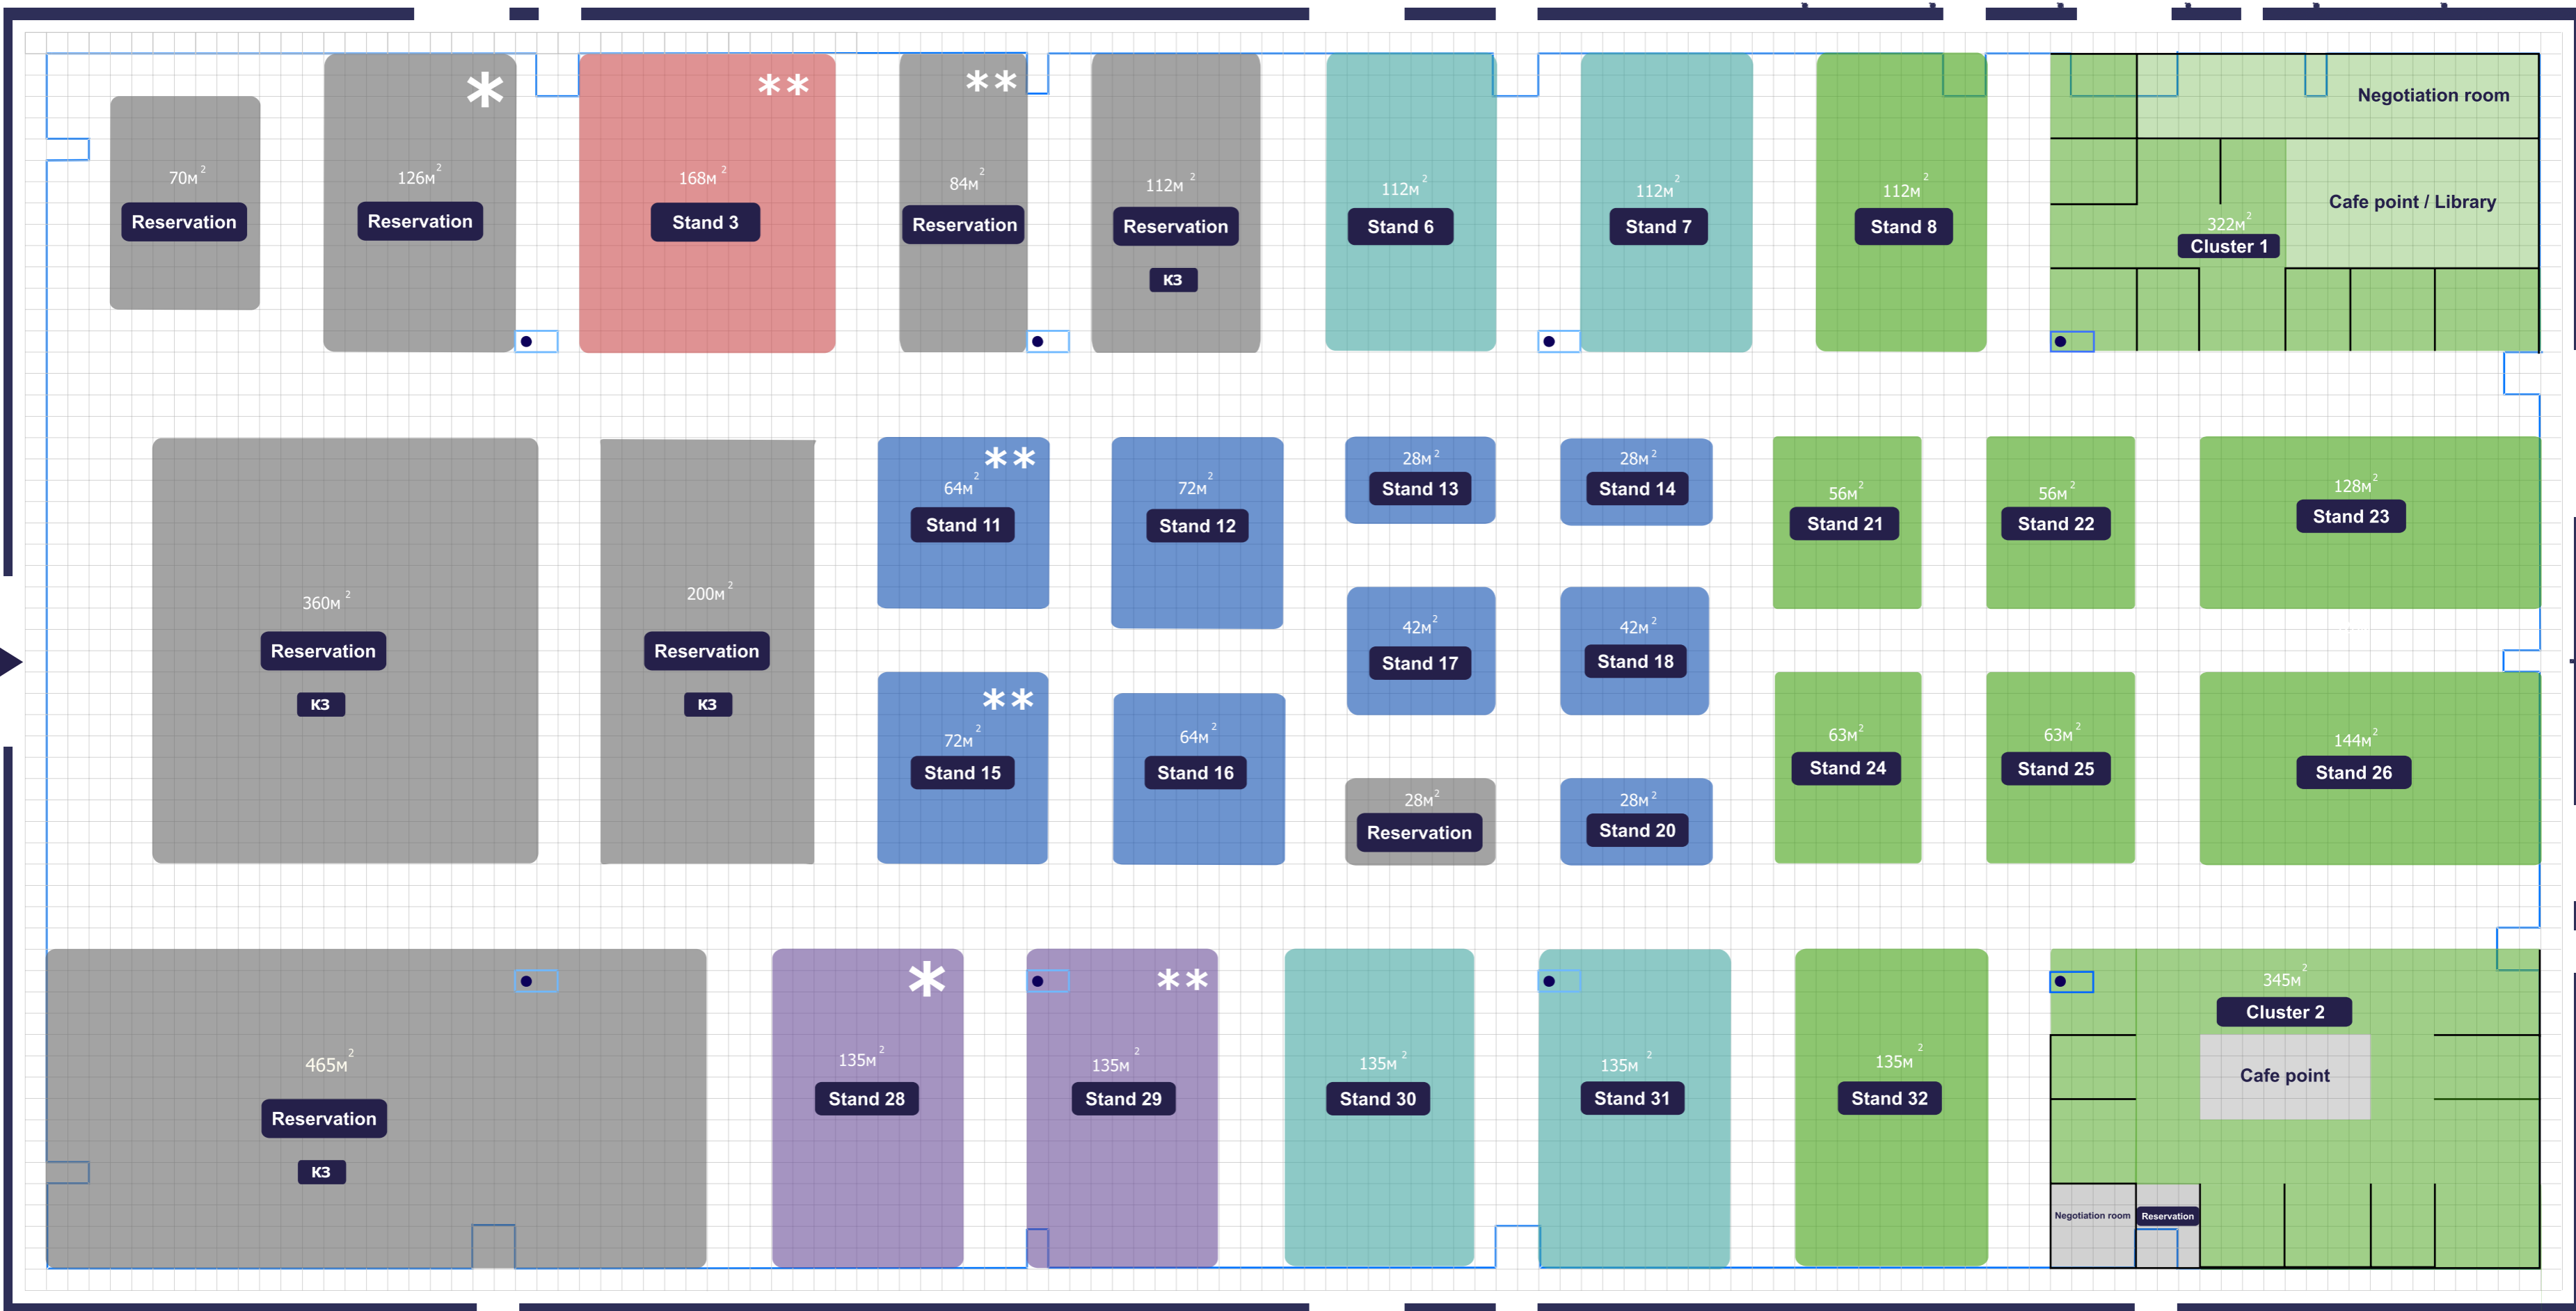 *
**
**
Negotiation room
70м²
126м²
168м²
84м²
112м²
112м²
112м²
112м²
Cafe point / Library
Reservation
Reservation
Stand 3
Reservation
Reservation
Stand 6
Stand 7
Stand 8
322м²
Cluster 1
КЗ
**
64м²
72м²
28м²
28м²
56м²
56м²
128м²
Stand 11
Stand 12
Stand 13
Stand 14
Stand 21
Stand 22
Stand 23
360м²
200м²
42м²
42м²
Reservation
Reservation
Stand 17
Stand 18
КЗ
КЗ
**
72м²
64м²
63м²
63м²
144м²
Stand 15
Stand 16
Stand 24
Stand 25
Stand 26
28м²
28м²
Reservation
Stand 20
*
**
345м²
Cluster 2
465м²
135м²
135м²
135м²
135м²
135м²
Cafe point
Reservation
Stand 28
Stand 29
Stand 30
Stand 31
Stand 32
КЗ
Negotiation room
Reservation